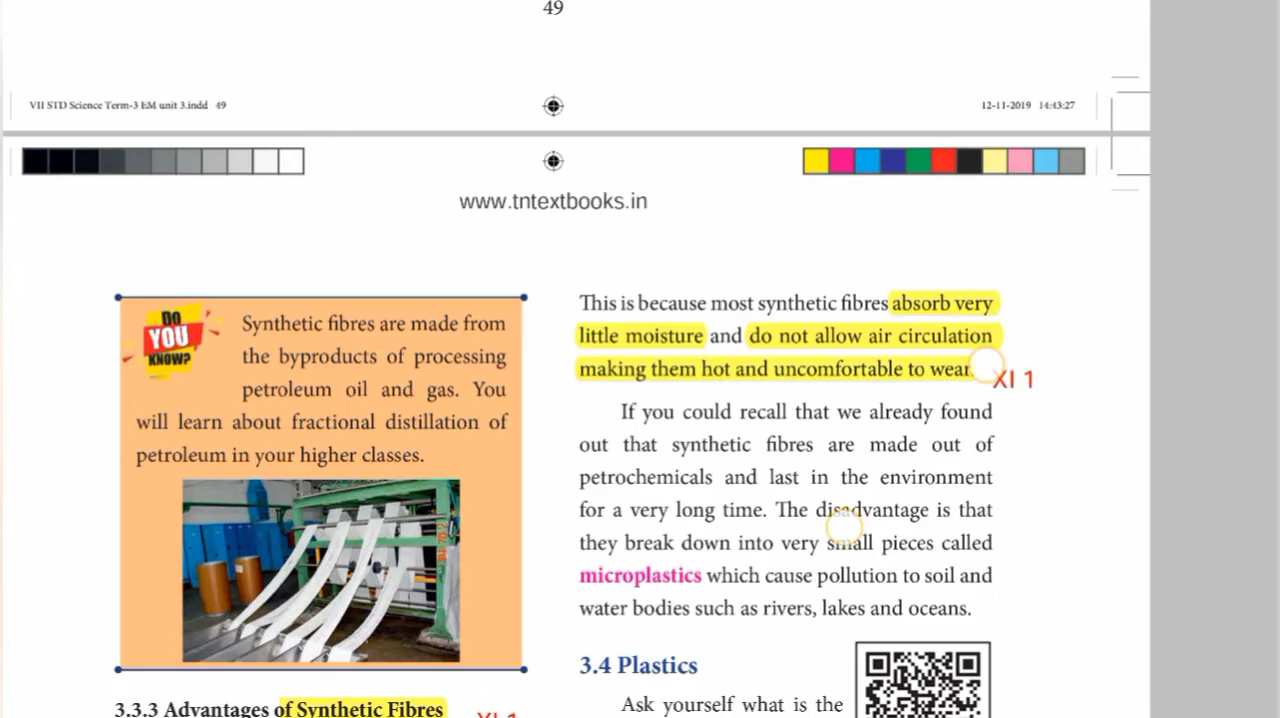 49
VII STD Science Term-3 EM unit 3.indd 49
12-11-2019 14:43:27
www.tntextbooks.in
DO
YOU
KNOW?
Synthetic fibres are made from
the byproducts of processing
petroleum oil and gas. You
will learn about fractional distillation of
petroleum in your higher classes.
3.3.3 Advantages of Synthetic Fibres
XI 1
This is because most synthetic fibres absorb very
little moisture and do not allow air circulation
making them hot and uncomfortable to wear.
XI 1
If you could recall that we already found
out that synthetic fibres are made out of
petrochemicals and last in the environment
for a very long time. The disadvantage is that
they break down into very small pieces called
microplastics which cause pollution to soil and
water bodies such as rivers, lakes and oceans.
3.4 Plastics
Ask yourself what is the